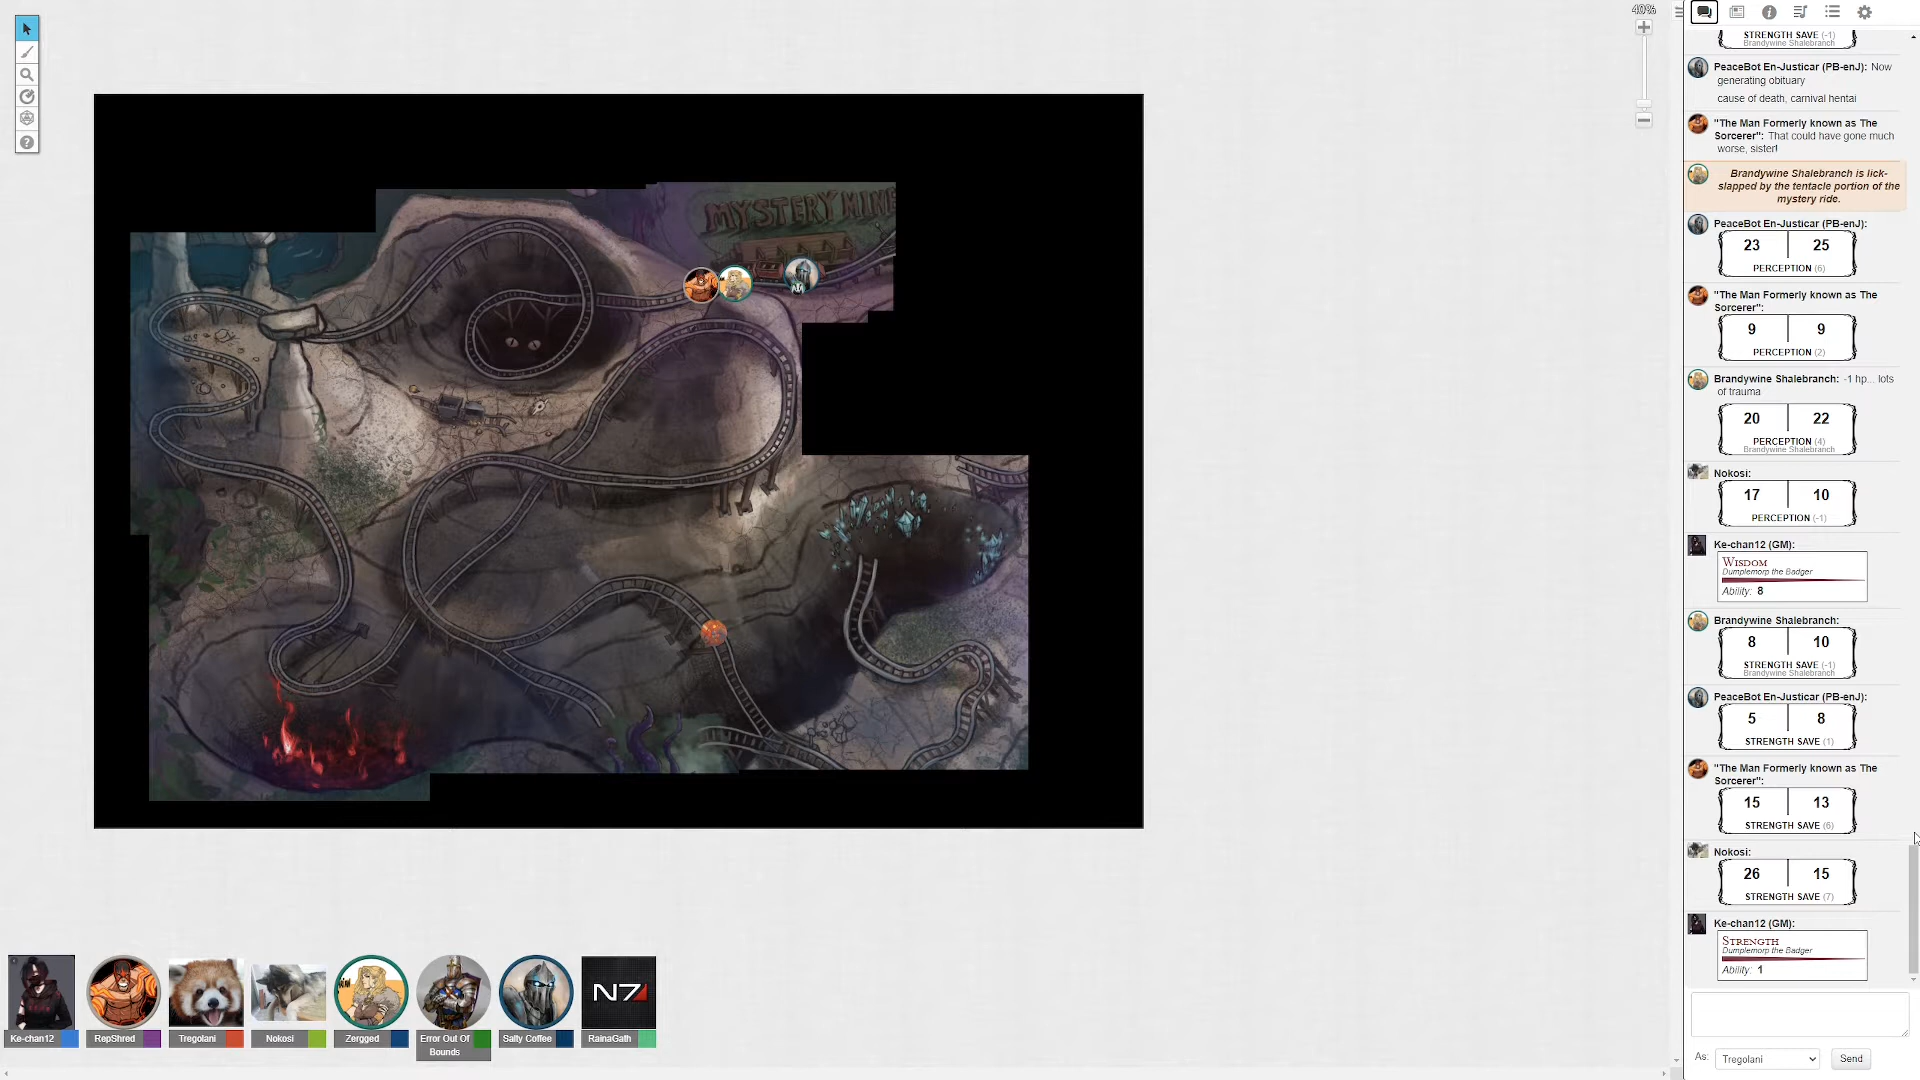 40%
MYSTERY MINE
STRENGTH SAVE (-1)
Brandywine Shalebranch
PeaceBot En-Justicar (PB-enJ): Now
generating obituary
cause of death, carnival hentai
"The Man Formerly known as The
Sorcerer": That could have gone much
worse, sister!
Brandywine Shalebranch is lick-
slapped by the tentacle portion of the
mystery ride.
PeaceBot En-Justicar (PB-enJ):
23 25
PERCEPTION (6)
"The Man Formerly known as The
Sorcerer":
9 9
PERCEPTION (2)
Brandywine Shalebranch: -1 hp... lots
of trauma
20 22
PERCEPTION (4)
Brandywine Shalebranch
Nokosi:
17 10
PERCEPTION (-1)
Ke-chan12 (GM):
WISDOM
Dumplemorp the Badger
Ability: 8
Brandywine Shalebranch:
8 10
STRENGTH SAVE (-1)
Brandywine Shalebranch
PeaceBot En-Justicar (PB-enJ):
5 8
STRENGTH SAVE (1)
"The Man Formerly known as The
Sorcerer":
15 13
STRENGTH SAVE (6)
Nokosi:
26 15
STRENGTH SAVE (7)
Ke-chan12 (GM):
STRENGTH
Dumplemorp the Badger
Ability: 1
As: Tregolani Send
N7
Ke-chan12 RepShred Tregolani Nokosi Zergged Error Out Of Salty Coffee RainaGath
Bounds